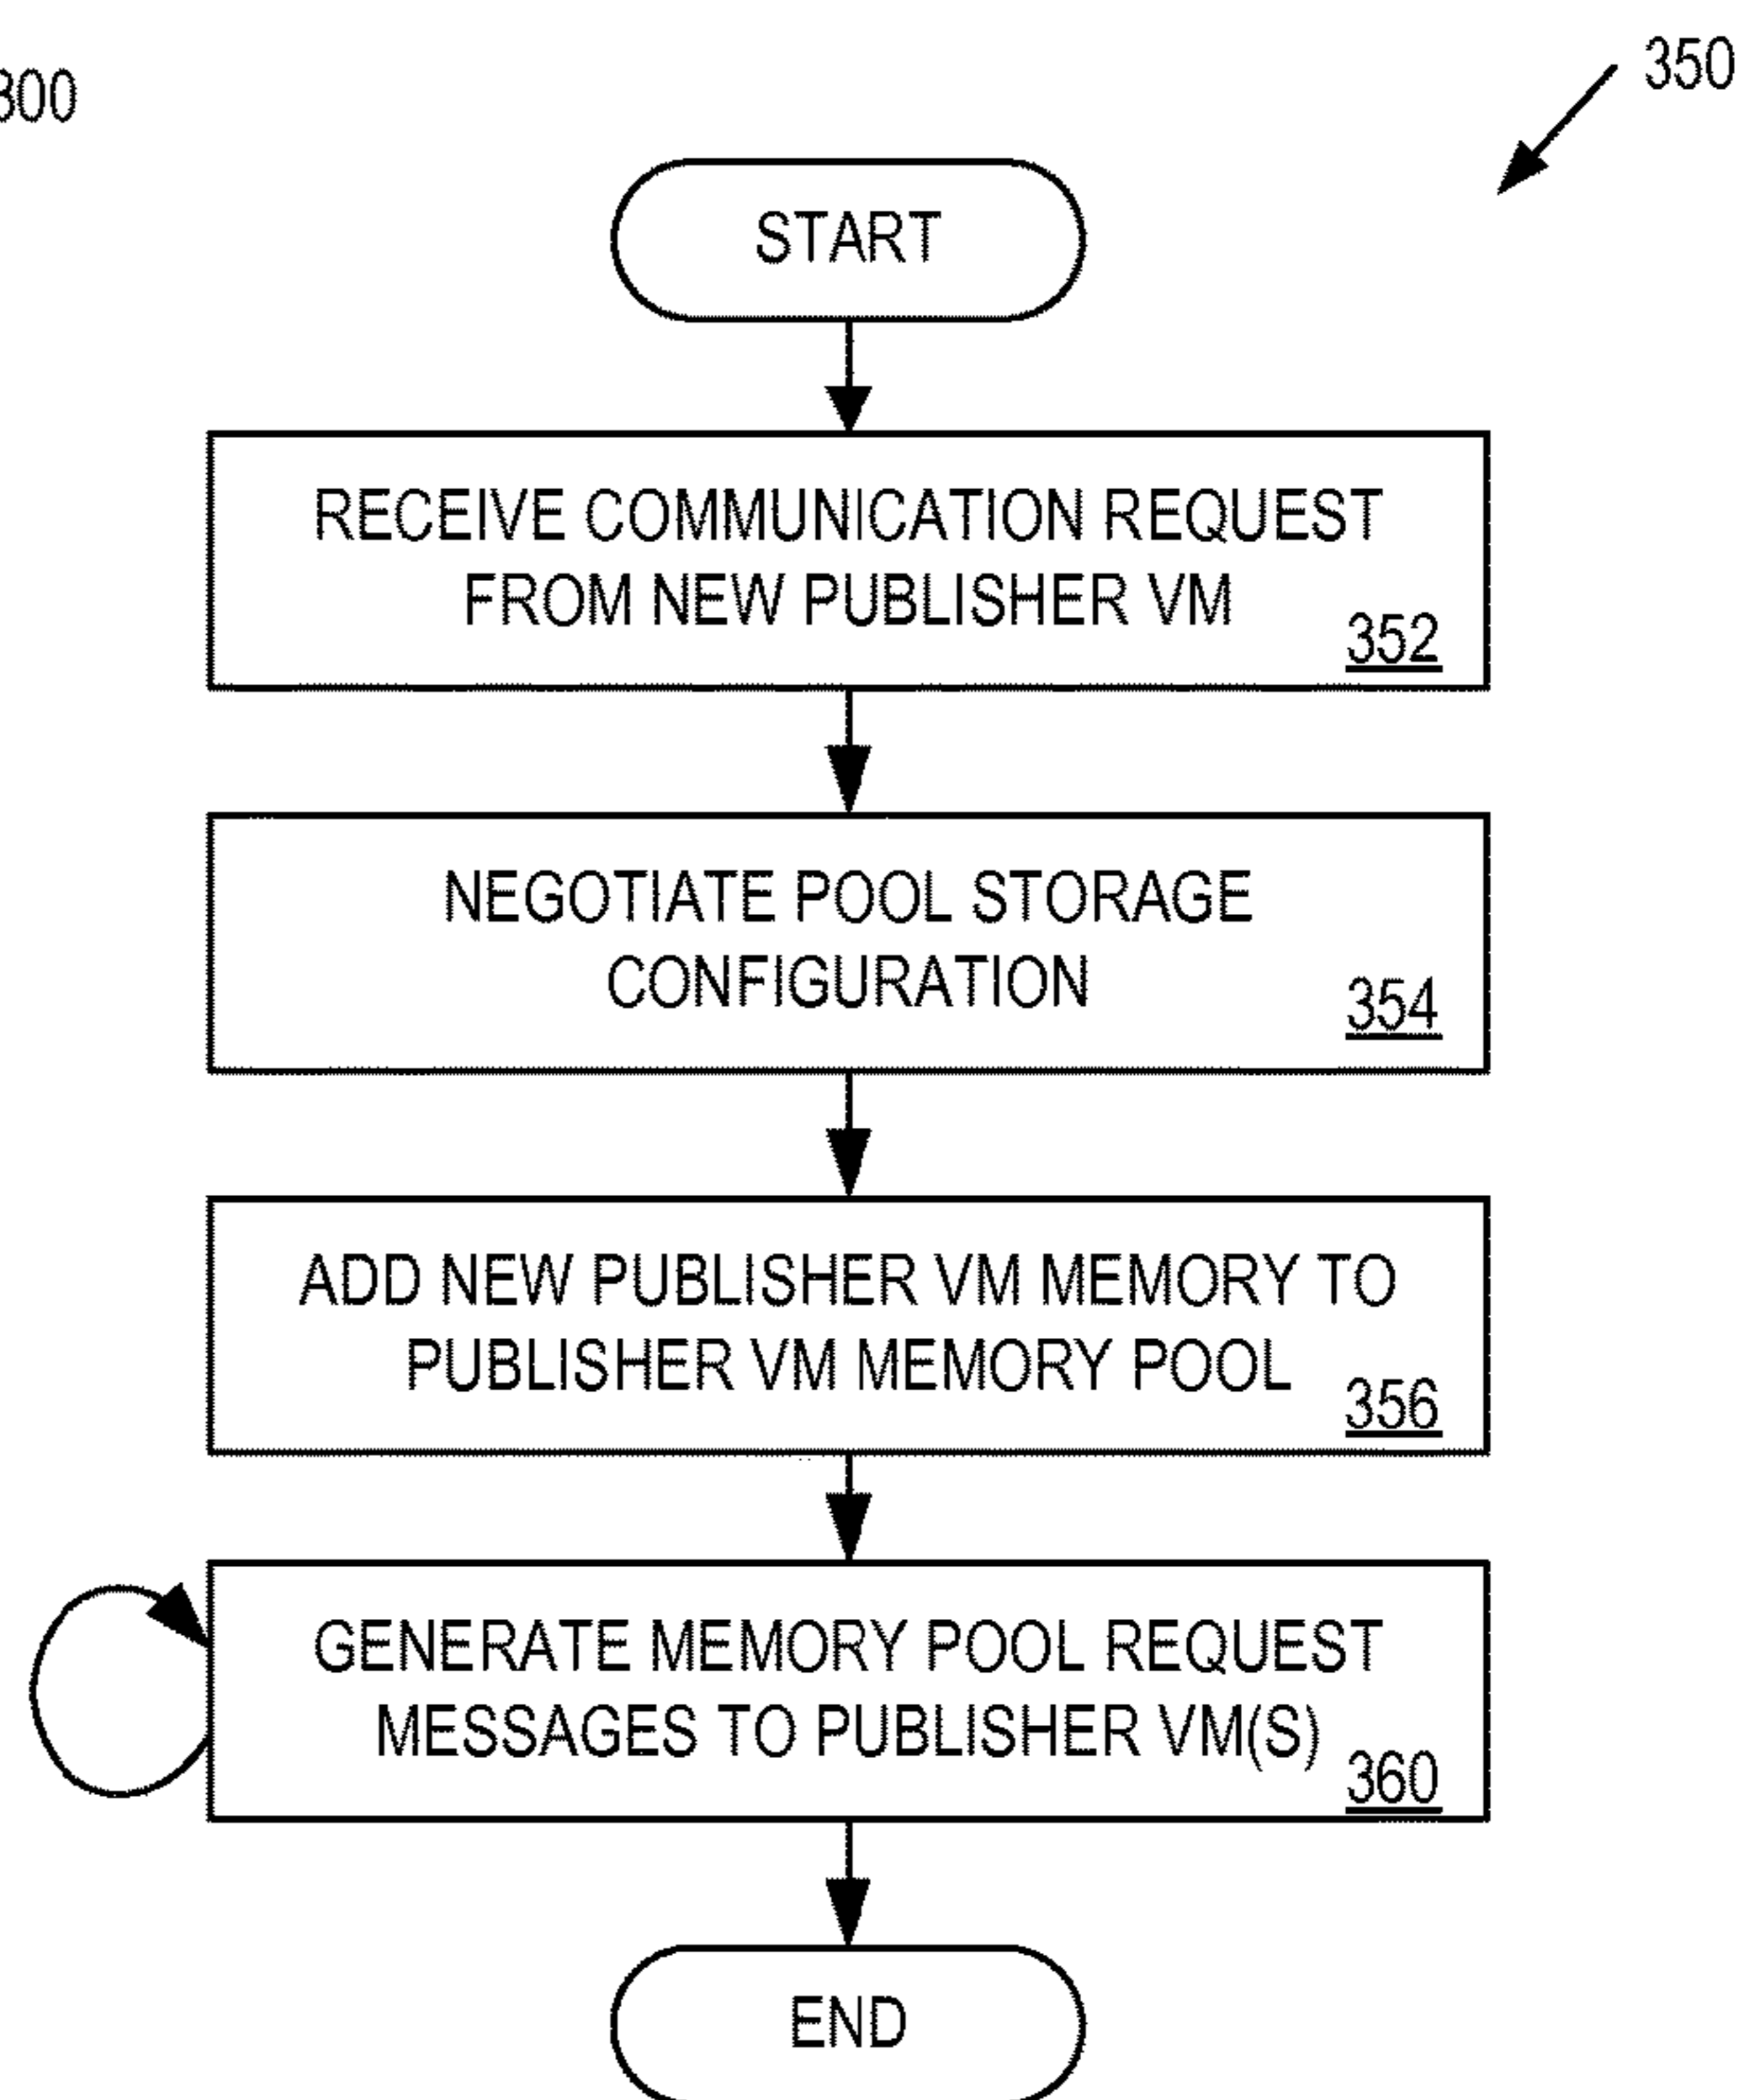 350
START
RECEIVE COMMUNICATION REQUEST
FROM NEW PUBLISHER VM
352
NEGOTIATE POOL STORAGE
CONFIGURATION
354
ADD NEW PUBLISHER VM MEMORY TO
PUBLISHER VM MEMORY POOL
356
GENERATE MEMORY POOL REQUEST
MESSAGES TO PUBLISHER VM(S)
360
END